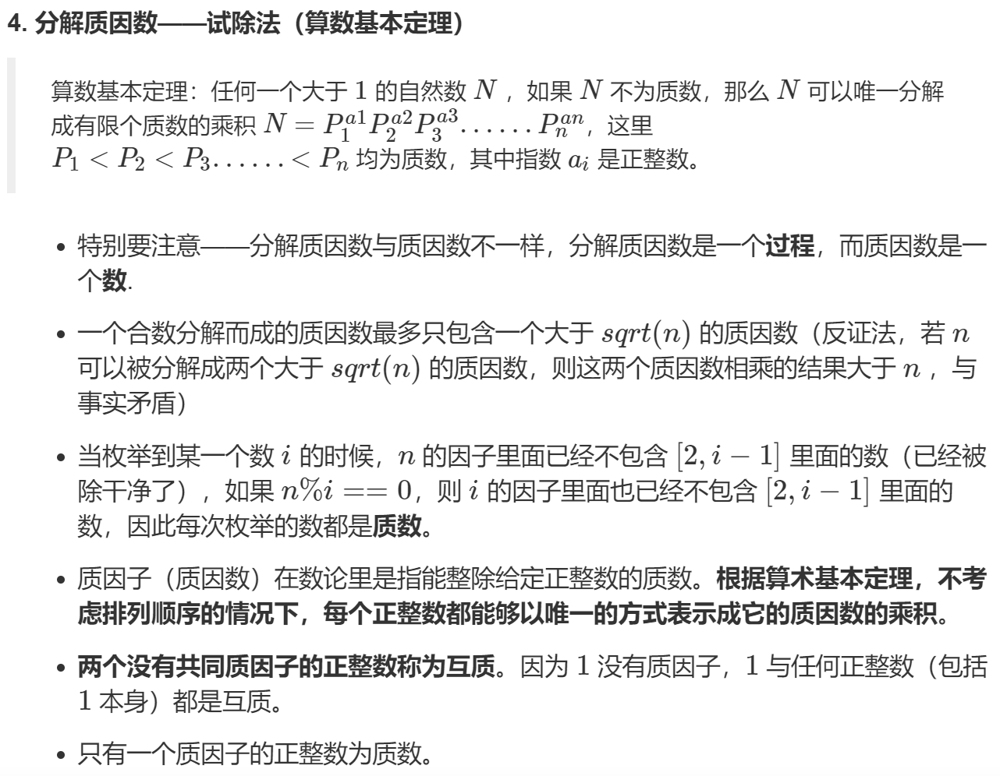 4. 分解质因数——试除法（算数基本定理）
算数基本定理：任何一个大于 1 的自然数 N ，如果 N 不为质数，那么 N 可以唯一分解
成有限个质数的乘积 N = P_1^{a1}P_2^{a2}P_3^{a3}......P_n^{an}，这里
P_1 < P_2 < P_3......< P_n 均为质数，其中指数 a_i 是正整数。
• 特别要注意——分解质因数与质因数不一样，分解质因数是一个过程，而质因数是一
个数.
• 一个合数分解而成的质因数最多只包含一个大于 sqrt(n) 的质因数（反证法，若 n
可以被分解成两个大于 sqrt(n) 的质因数，则这两个质因数相乘的结果大于 n ，与
事实矛盾）
• 当枚举到某一个数 i 的时候，n 的因子里面已经不包含 [2, i − 1] 里面的数（已经被
除干净了），如果 n%i == 0，则 i 的因子里面也已经不包含 [2, i − 1] 里面的
数，因此每次枚举的数都是质数。
• 质因子（质因数）在数论里是指能整除给定正整数的质数。根据算术基本定理，不考
虑排列顺序的情况下，每个正整数都能够以唯一的方式表示成它的质因数的乘积。
• 两个没有共同质因子的正整数称为互质。因为 1 没有质因子，1 与任何正整数（包括
1 本身）都是互质。
• 只有一个质因子的正整数为质数。